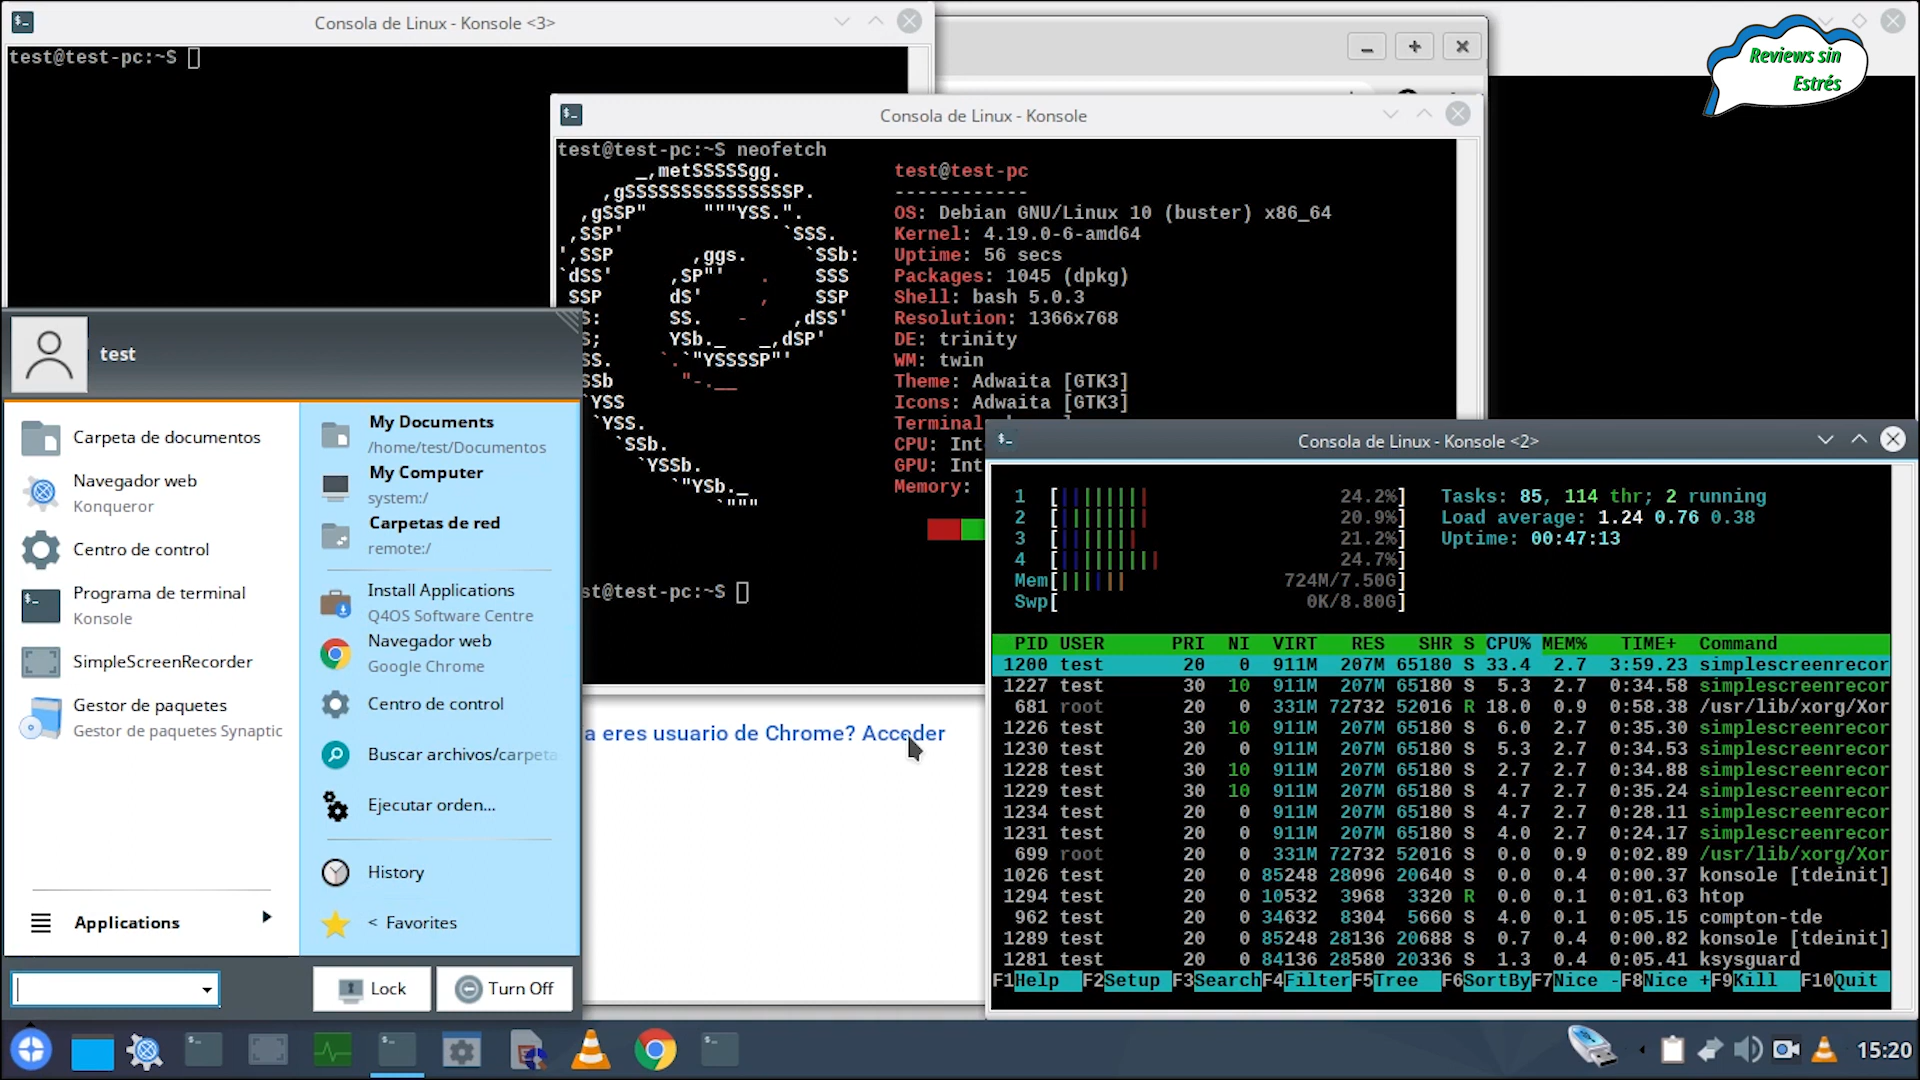 Consola de Linux - Konsole <3>
test@test-pc:~$
Reviews sin
Estrés
Consola de Linux - Konsole
test@test-pc:~$ neofetch
test@test-pc
------------
OS: Debian GNU/Linux 10 (buster) x86_64
Kernel: 4.19.0-6-amd64
Uptime: 56 secs
Packages: 1045 (dpkg)
Shell: bash 5.0.3
Resolution: 1366x768
DE: trinity
WM: twin
Theme: Adwaita [GTK3]
Icons: Adwaita [GTK3]
Terminal
CPU: Int
GPU: Int
Memory:
st@test-pc:~$
test
Carpeta de documentos
Navegador web
Konqueror
Centro de control
Programa de terminal
Konsole
SimpleScreenRecorder
Gestor de paquetes
Gestor de paquetes Synaptic
Applications
My Documents
/home/test/Documentos
My Computer
system:/
Carpetas de red
remote:/
Install Applications
Q4OS Software Centre
Navegador web
Google Chrome
Centro de control
Buscar archivos/carpeta
Ejecutar orden...
History
< Favorites
Lock
Turn Off
a eres usuario de Chrome? Acceder
Consola de Linux - Konsole <2>
1 [ 24.2%] Tasks: 85, 114 thr; 2 running
2 [ 20.9%] Load average: 1.24 0.76 0.38
3 [ 21.2%] Uptime: 00:47:13
4 [ 24.7%]
Mem[ 724M/7.50G]
Swp[ 0K/8.80G]
PID USER PRI NI VIRT RES SHR S CPU% MEM% TIME+ Command
1200 test 20 0 911M 207M 65180 S 33.4 2.7 3:59.23 simplescreenrecor
1227 test 30 10 911M 207M 65180 S 5.3 2.7 0:34.58 simplescreenrecor
681 root 20 0 331M 72732 52016 R 18.0 0.9 0:58.38 /usr/lib/xorg/Xor
1226 test 30 10 911M 207M 65180 S 6.0 2.7 0:35.30 simplescreenrecor
1230 test 20 0 911M 207M 65180 S 5.3 2.7 0:34.53 simplescreenrecor
1228 test 30 10 911M 207M 65180 S 2.7 2.7 0:34.88 simplescreenrecor
1229 test 30 10 911M 207M 65180 S 4.7 2.7 0:35.24 simplescreenrecor
1234 test 20 0 911M 207M 65180 S 4.7 2.7 0:28.11 simplescreenrecor
1231 test 20 0 911M 207M 65180 S 4.0 2.7 0:24.17 simplescreenrecor
699 root 20 0 331M 72732 52016 S 0.0 0.9 0:02.89 /usr/lib/xorg/Xor
1026 test 20 0 85248 28096 20640 S 0.0 0.4 0:00.37 konsole [tdeinit]
1294 test 20 0 10532 3968 3320 R 0.0 0.1 0:01.63 htop
962 test 20 0 34632 8304 5660 S 4.0 0.1 0:05.15 compton-tde
1289 test 20 0 85248 28136 20688 S 0.7 0.4 0:00.82 konsole [tdeinit]
1281 test 20 0 84136 28580 20336 S 1.3 0.4 0:05.41 ksysguard
F1Help F2Setup F3SearchF4FilterF5Tree F6SortByF7Nice -F8Nice +F9Kill F10Quit
15:20